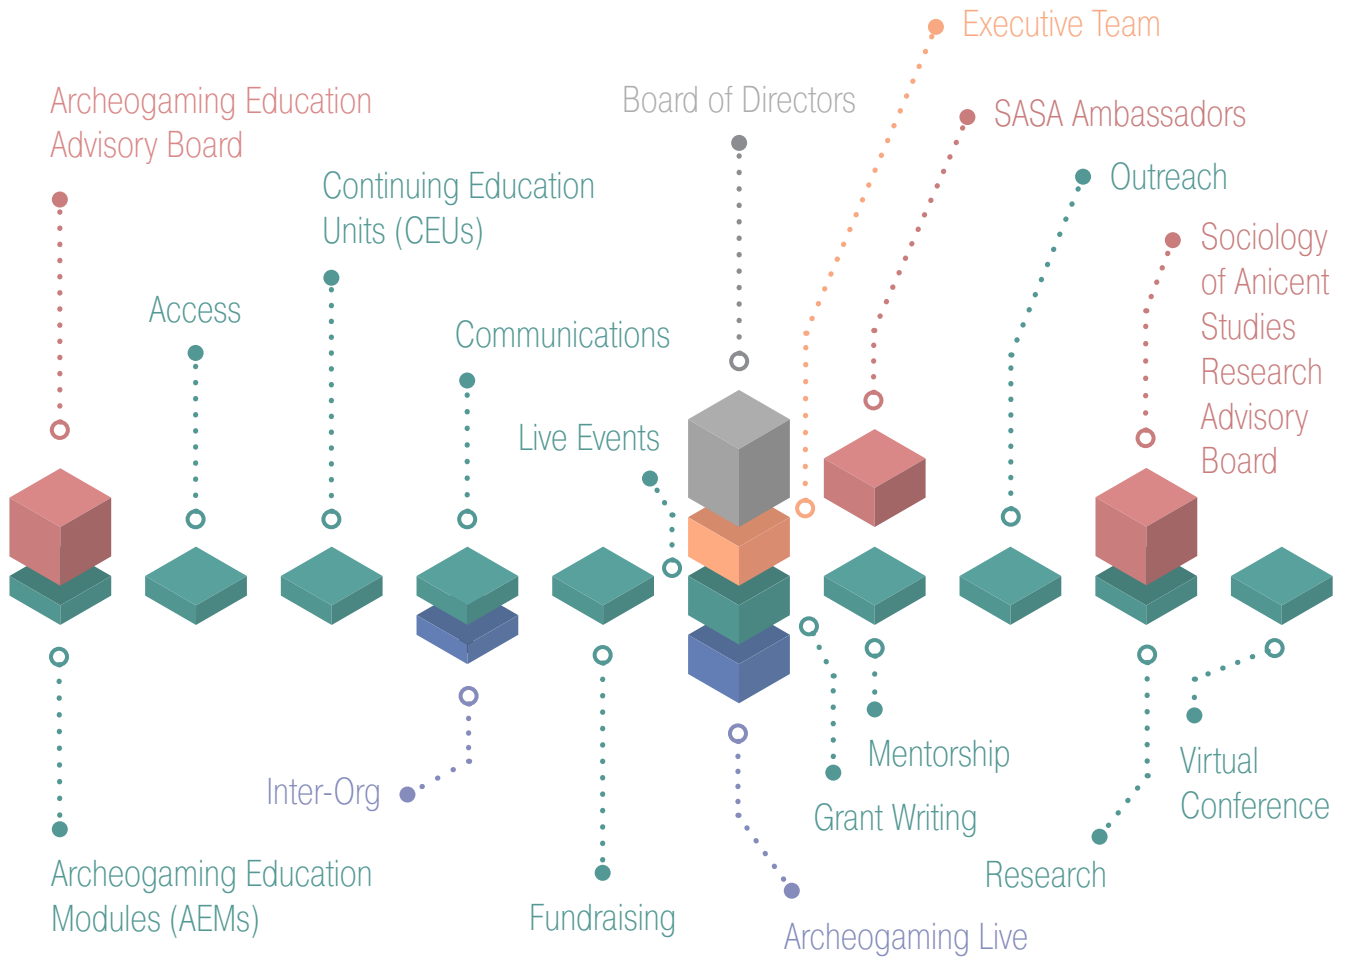 Executive Team
Archeogaming Education
Advisory Board
Board of Directors
SASA Ambassadors
Continuing Education
Units (CEUs)
Outreach
Sociology
of Anicent
Studies
Research
Advisory
Board
Access
Communications
Live Events
Mentorship
Virtual
Conference
Inter-Org
Grant Writing
Archeogaming Education
Modules (AEMs)
Research
Fundraising
Archeogaming Live